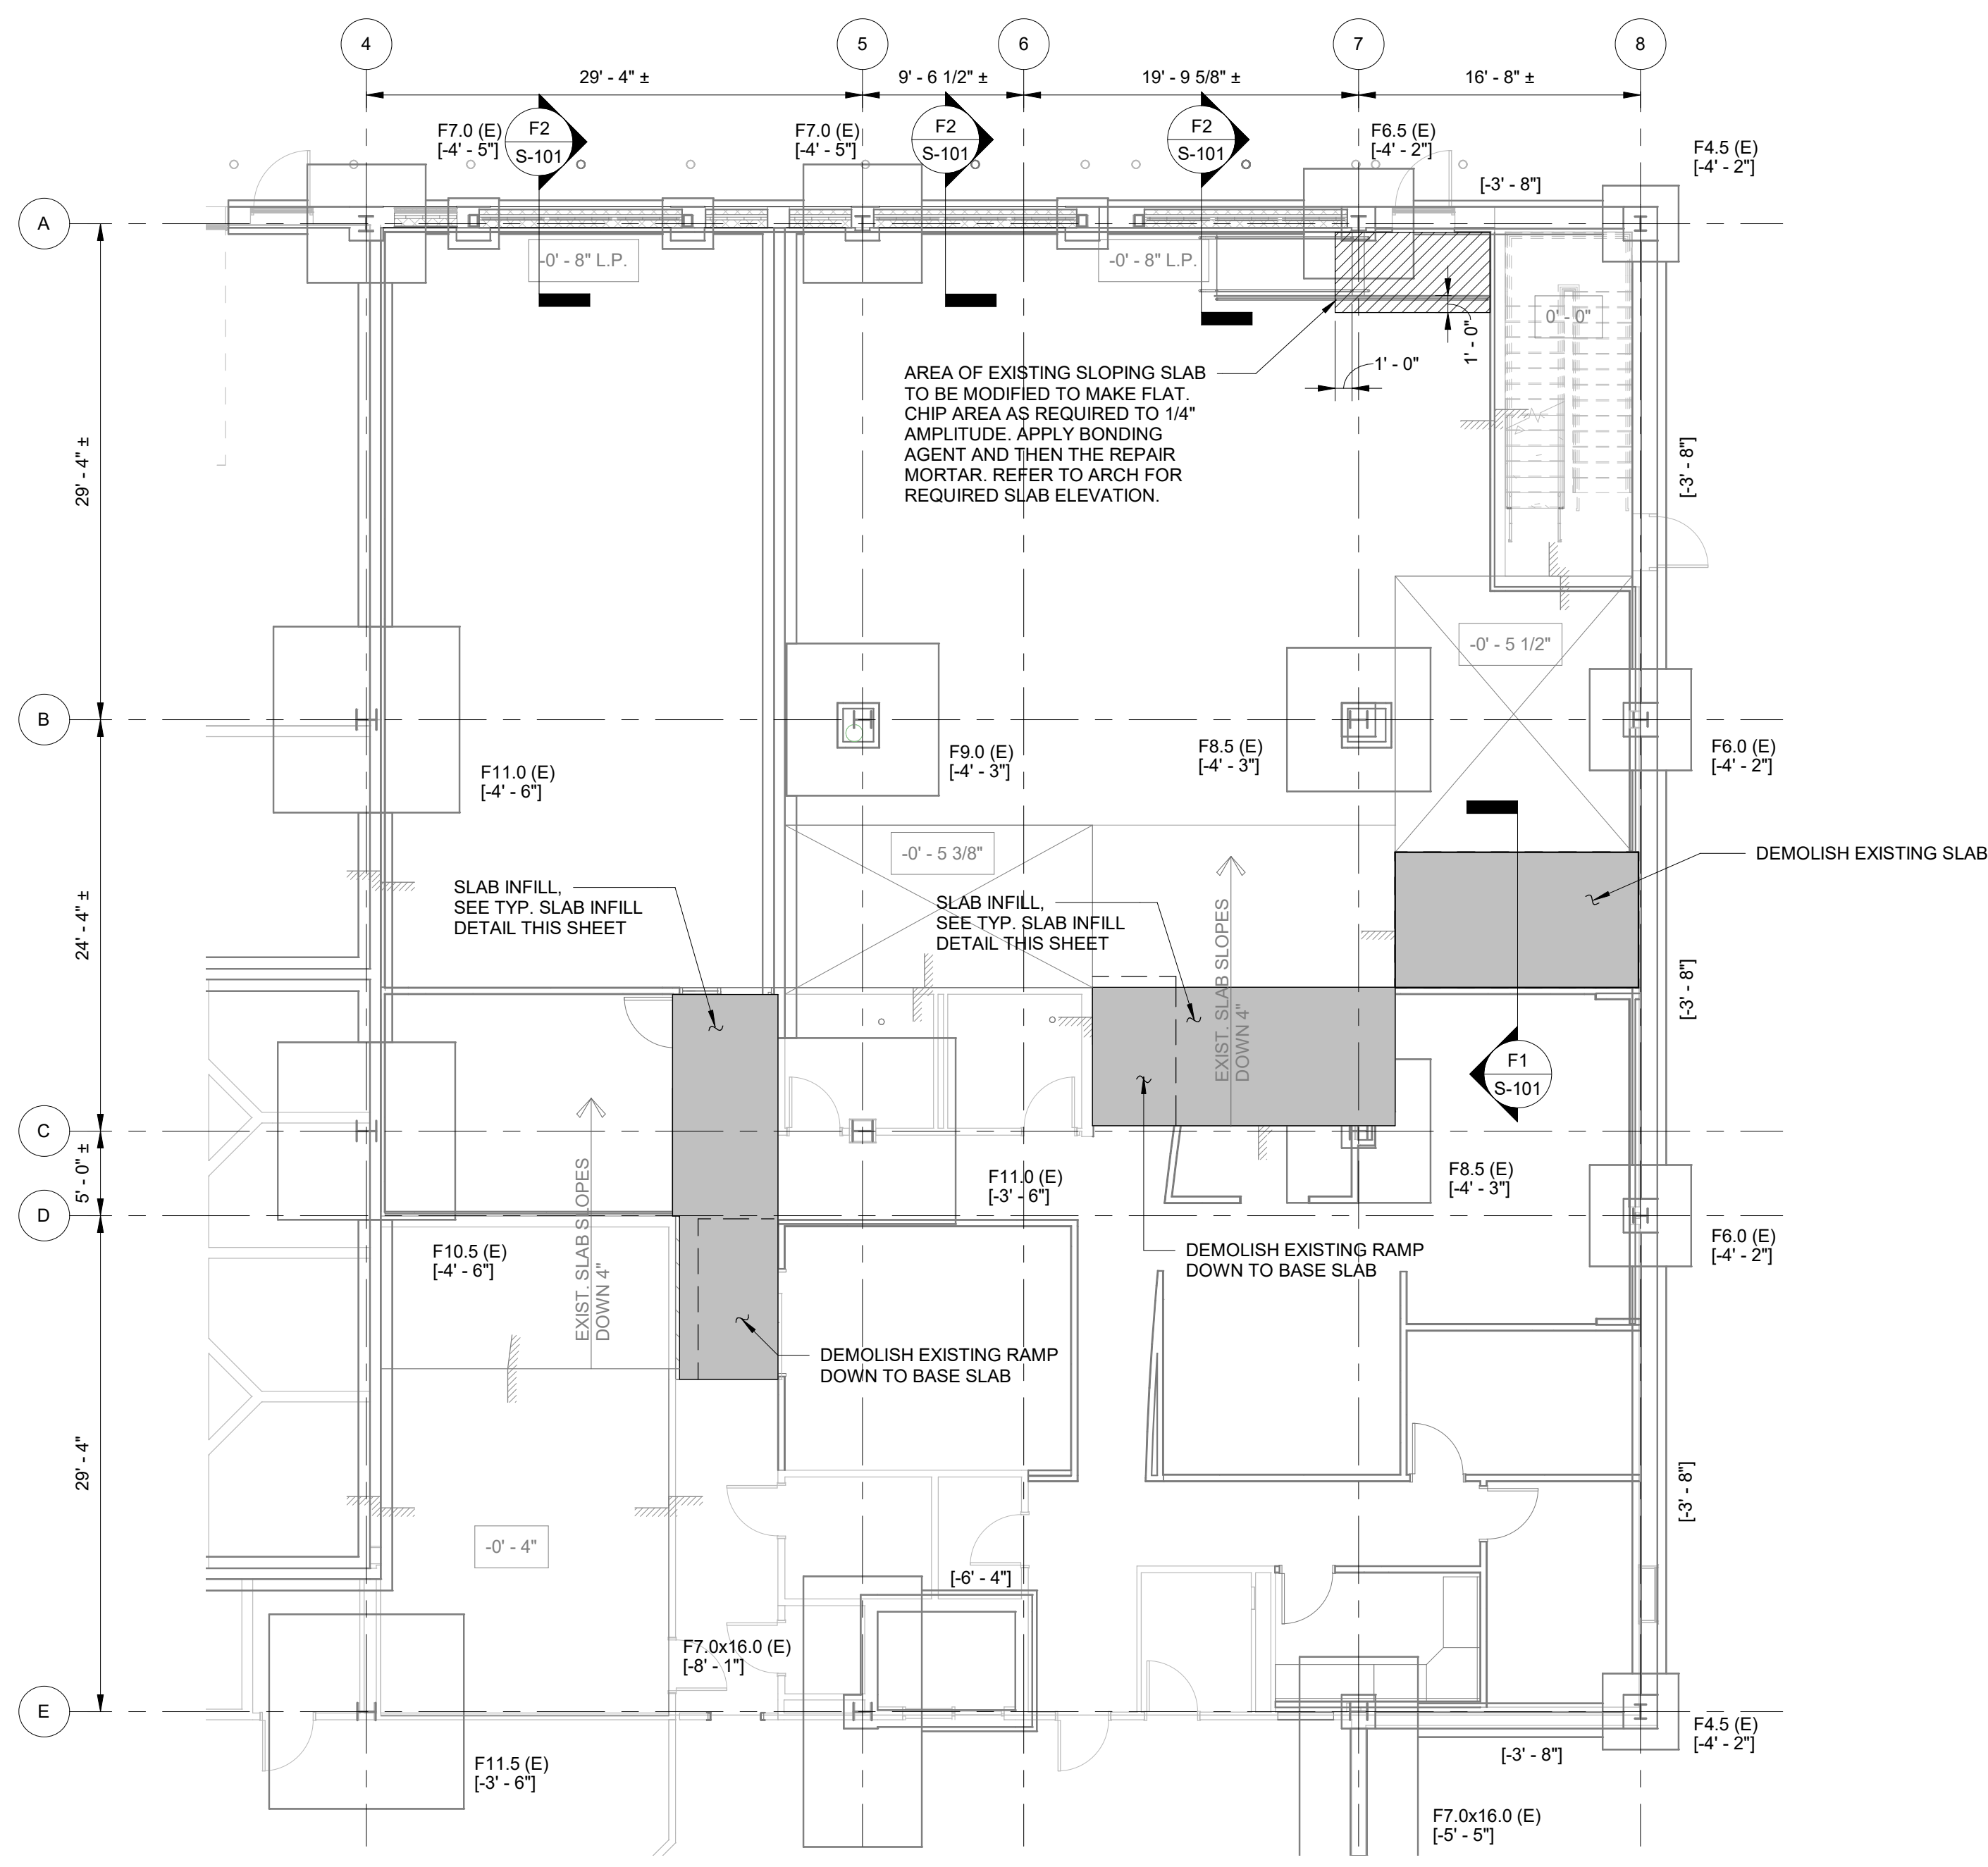 4
5
6
7
8
29' - 4" ±
9' - 6 1/2" ±
19' - 9 5/8" ±
16' - 8" ±
F7.0 (E)
[-4' - 5"]
F2
S-101
F7.0 (E)
[-4' - 5"]
F2
S-101
F2
S-101
F6.5 (E)
[-4' - 2"]
F4.5 (E)
[-4' - 2"]
[-3' - 8"]
A
-0' - 8" L.P.
-0' - 8" L.P.
0' - 0"
1' - 0"
1' - 0"
AREA OF EXISTING SLOPING SLAB
TO BE MODIFIED TO MAKE FLAT.
CHIP AREA AS REQUIRED TO 1/4"
AMPLITUDE. APPLY BONDING
AGENT AND THEN THE REPAIR
MORTAR. REFER TO ARCH FOR
REQUIRED SLAB ELEVATION.
29' - 4" ±
[-3' - 8"]
-0' - 5 1/2"
B
F11.0 (E)
[-4' - 6"]
F9.0 (E)
[-4' - 3"]
F8.5 (E)
[-4' - 3"]
F6.0 (E)
[-4' - 2"]
-0' - 5 3/8"
DEMOLISH EXISTING SLAB
SLAB INFILL,
SEE TYP. SLAB INFILL
DETAIL THIS SHEET
SLAB INFILL,
SEE TYP. SLAB INFILL
DETAIL THIS SHEET
24' - 4" ±
EXIST. SLAB SLOPES
DOWN 4"
[-3' - 8"]
F1
S-101
C
5' - 0" ±
D
F11.0 (E)
[-3' - 6"]
F8.5 (E)
[-4' - 3"]
F10.5 (E)
[-4' - 6"]
EXIST. SLAB SLOPES
DOWN 4"
DEMOLISH EXISTING RAMP
DOWN TO BASE SLAB
F6.0 (E)
[-4' - 2"]
DEMOLISH EXISTING RAMP
DOWN TO BASE SLAB
29' - 4"
[-3' - 8"]
-0' - 4"
[-6' - 4"]
F7.0x16.0 (E)
[-8' - 1"]
E
F4.5 (E)
[-4' - 2"]
[-3' - 8"]
F11.5 (E)
[-3' - 6"]
F7.0x16.0 (E)
[-5' - 5"]